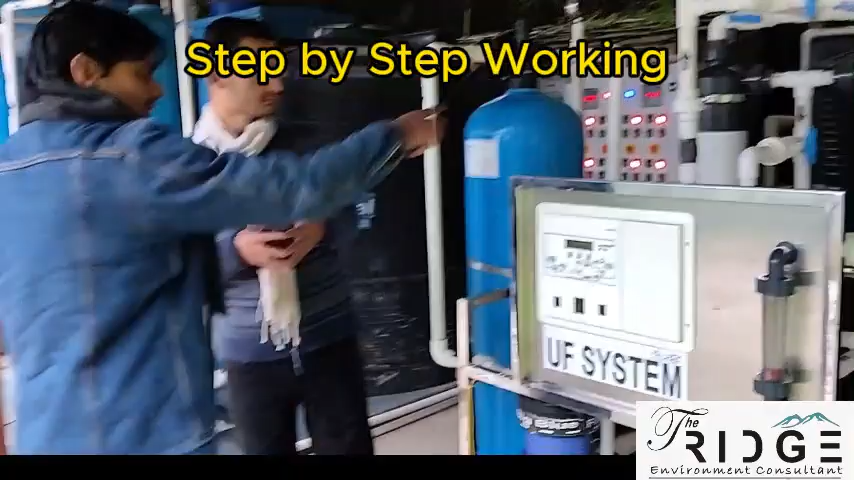 Step by Step Working
UF SYSTEM
The
RIDGE
Environment Consultant